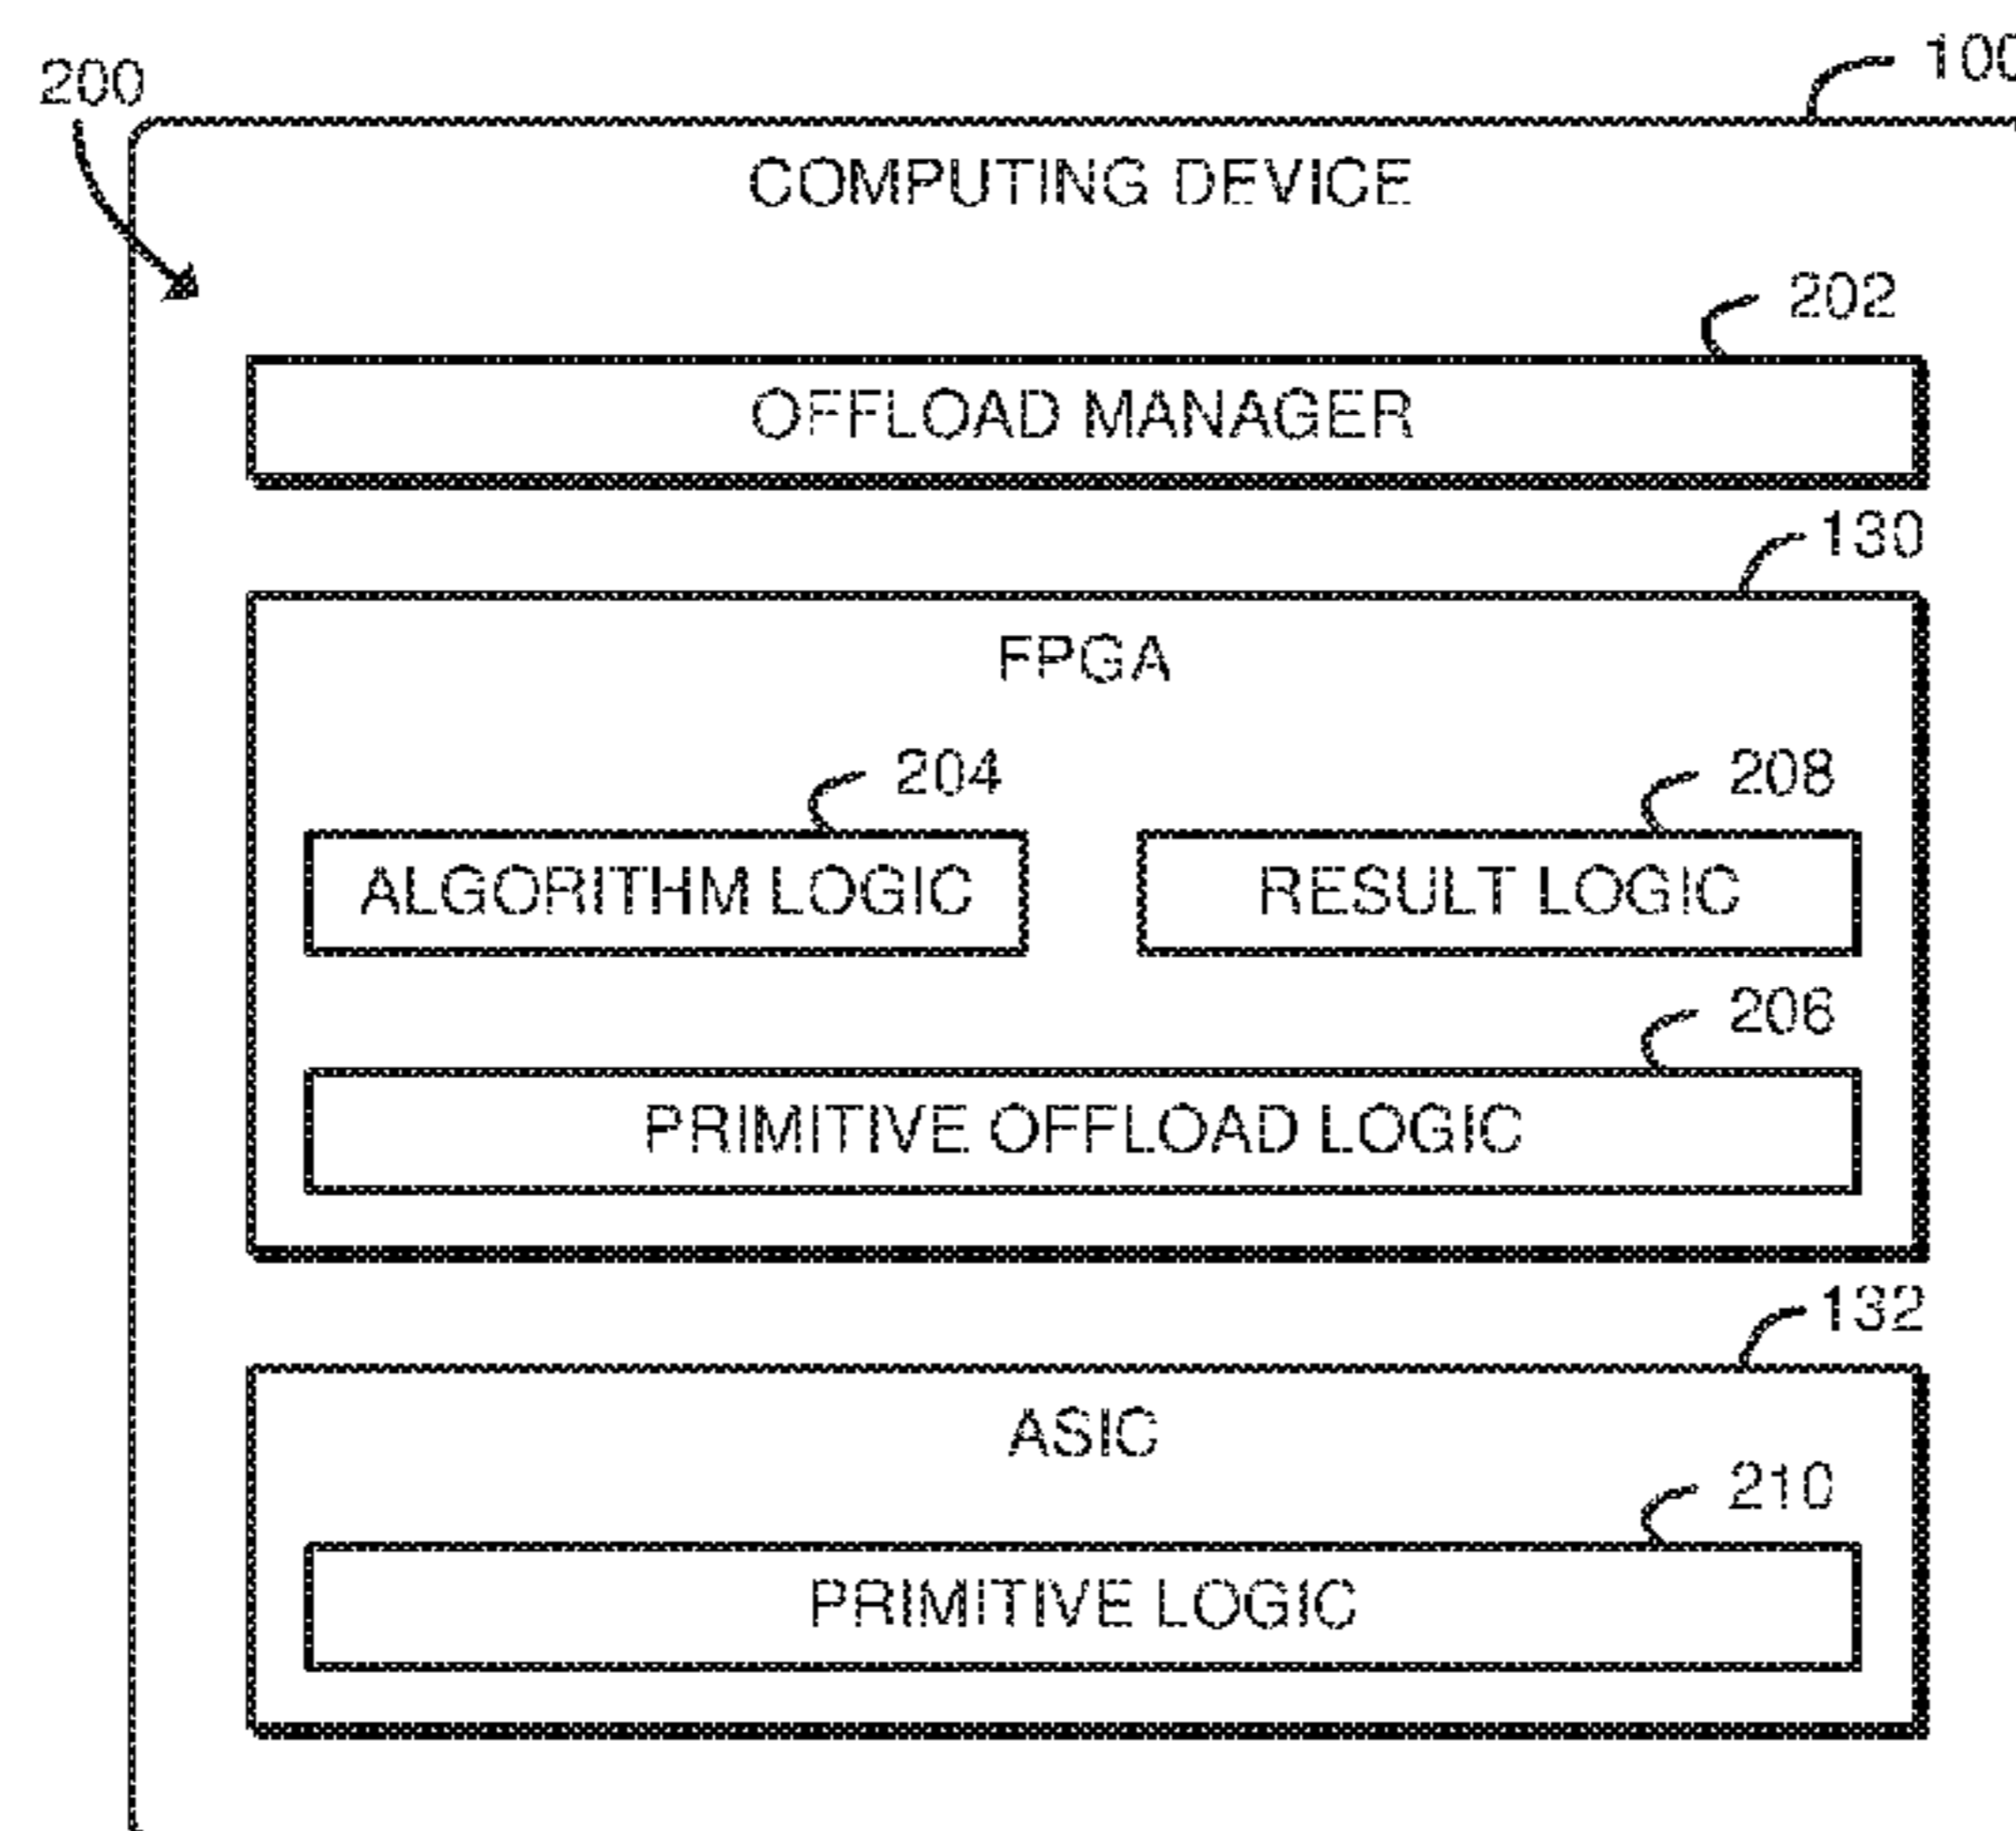 100
200
COMPUTING DEVICE
202
OFFLOAD MANAGER
130
FPGA
204
208
ALGORITHM LOGIC
RESULT LOGIC
206
PRIMITIVE OFFLOAD LOGIC
132
ASIC
210
PRIMITIVE LOGIC